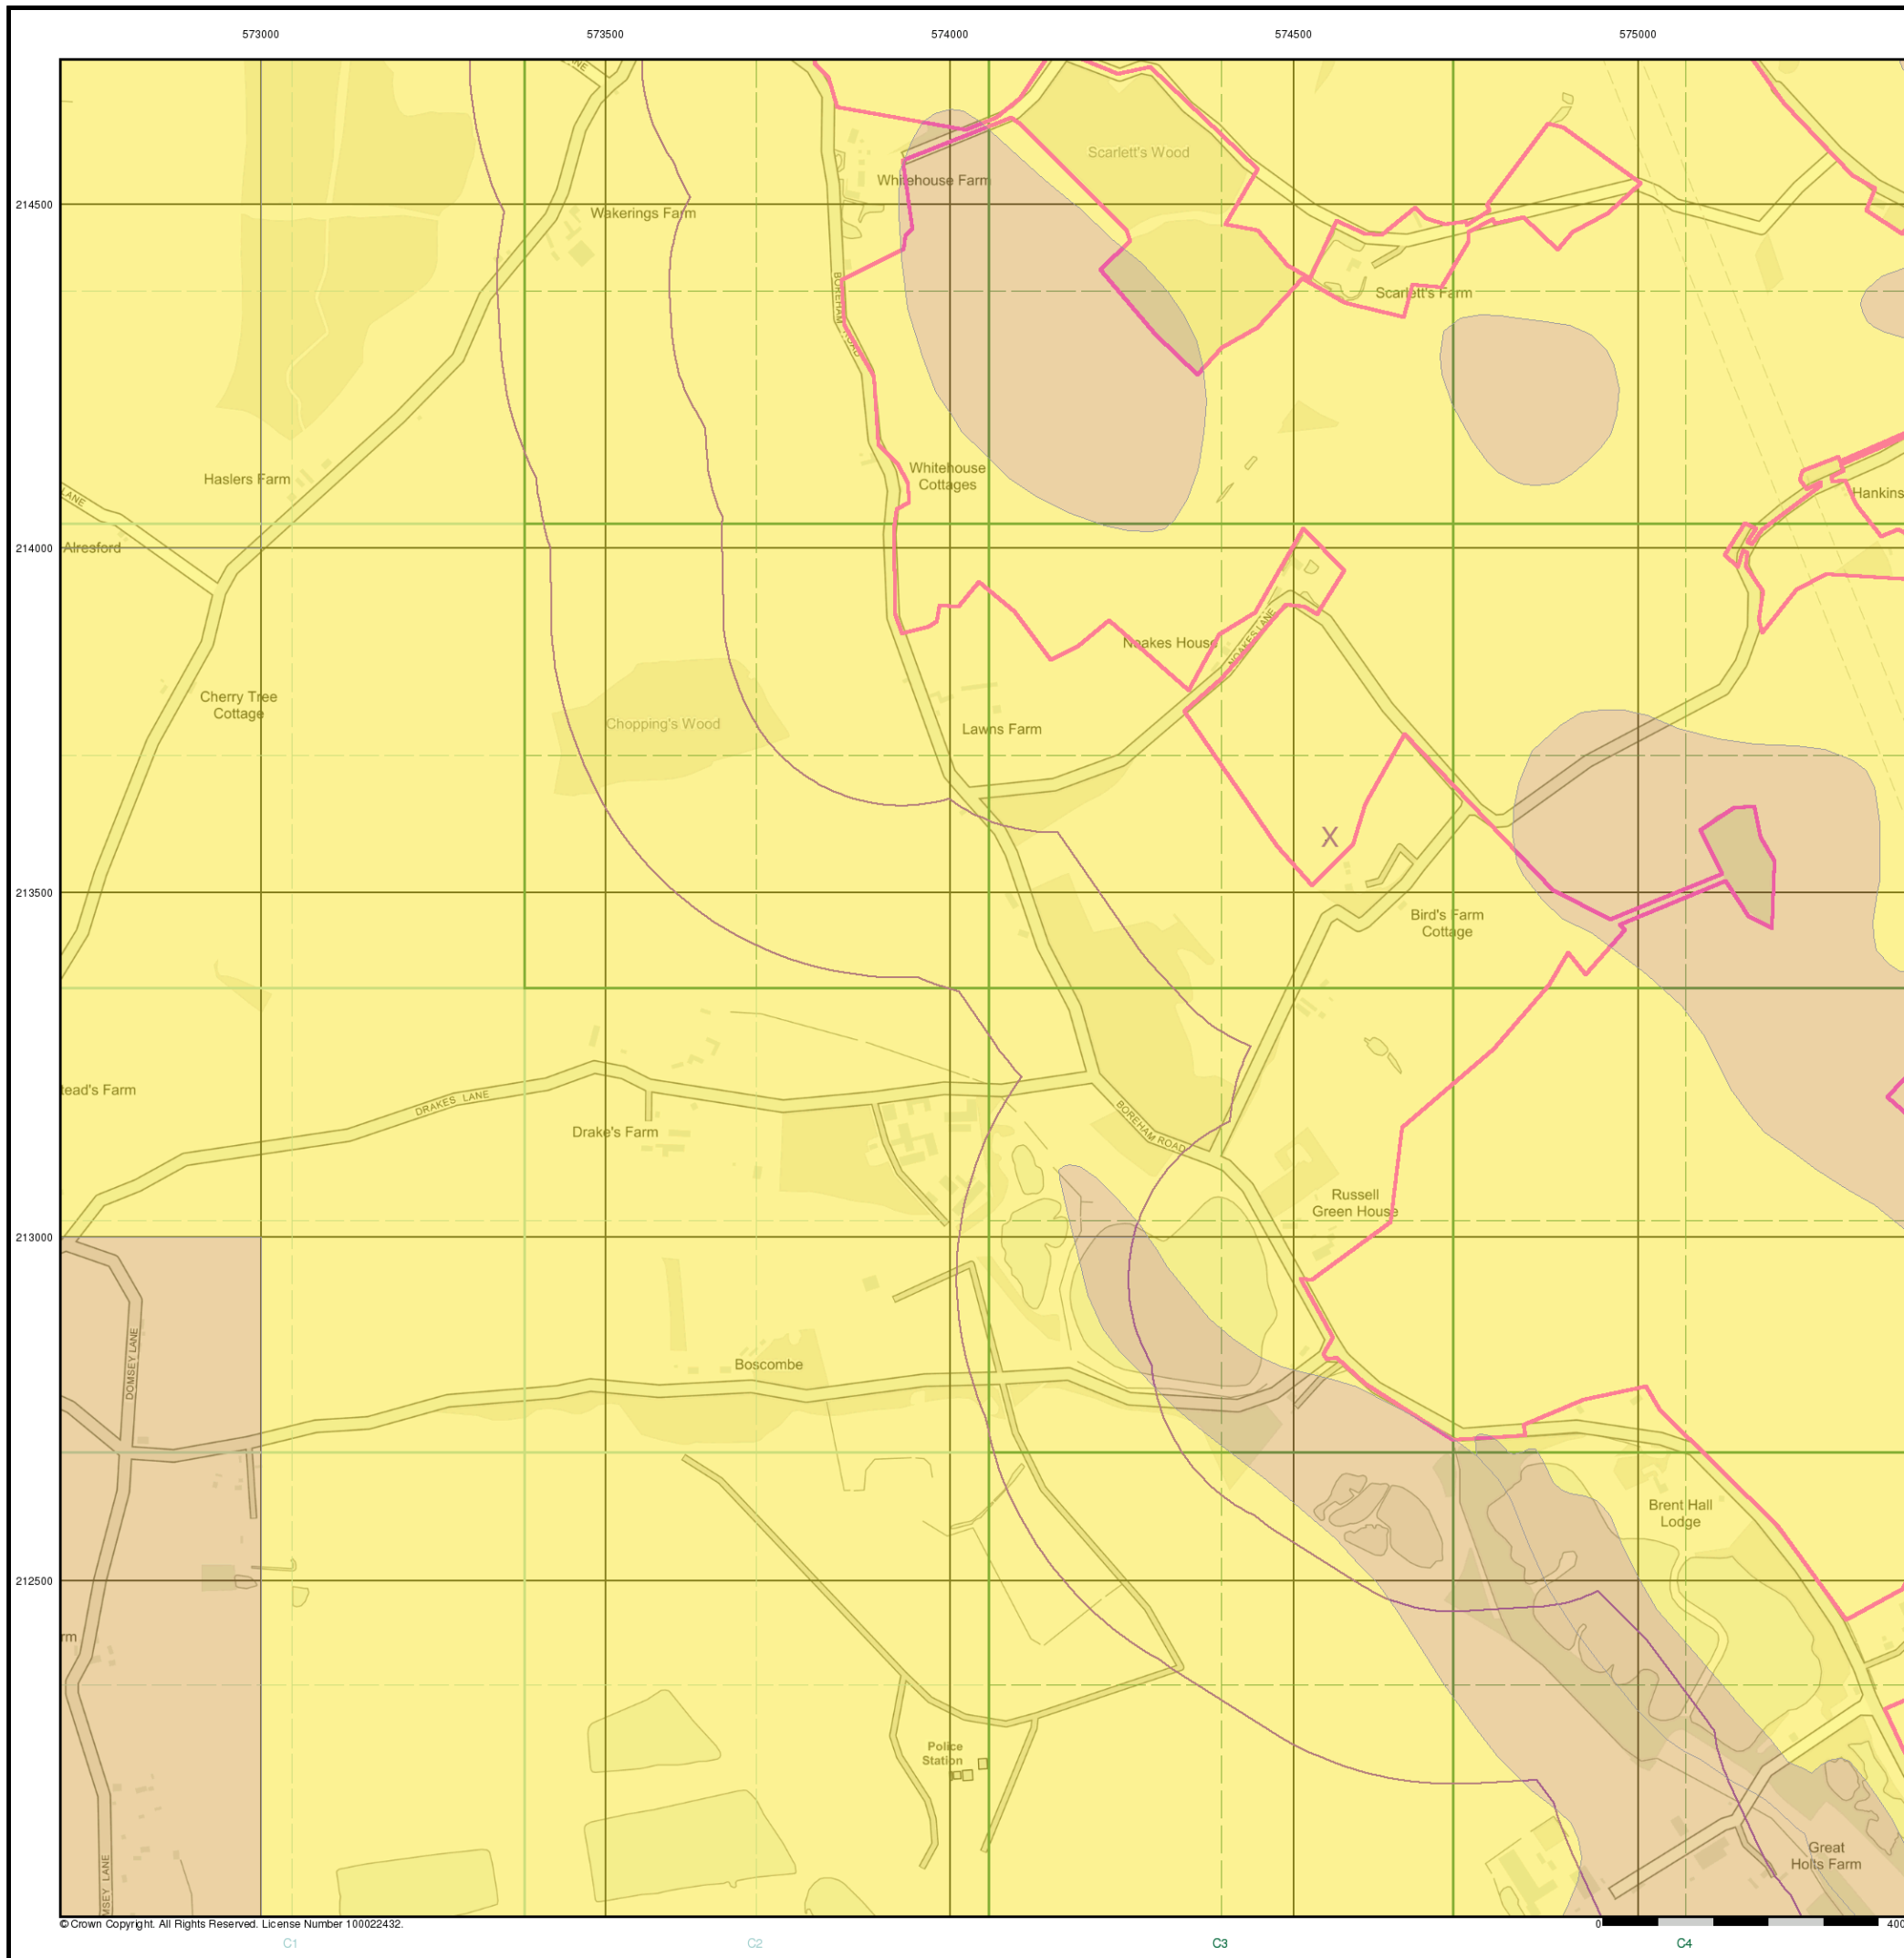 573000 573500 574000 574500 575000
LANE
Scarlett's Wood
Whitehouse Farm
214500
Wakerings Farm
BOREHAM ROAD
Scarlett's Farm
Whitehouse
Cottages
Haslers Farm
LANE
Hankins
214000
Alresford
NOAKES LANE
Noakes House
Cherry Tree
Cottage
Chopping's Wood
Lawns Farm
X
213500
Bird's Farm
Cottage
tead's Farm
DRAKES LANE
Drake's Farm
BOREHAM ROAD
Russell
Green House
213000
DOMSEY LANE
Boscombe
Brent Hall
Lodge
212500
rm
Police
Station
Great
Holts Farm
MSEY LANE
© Crown Copyright. All Rights Reserved. License Number 100022432.
0 400
C1 C2 C3 C4